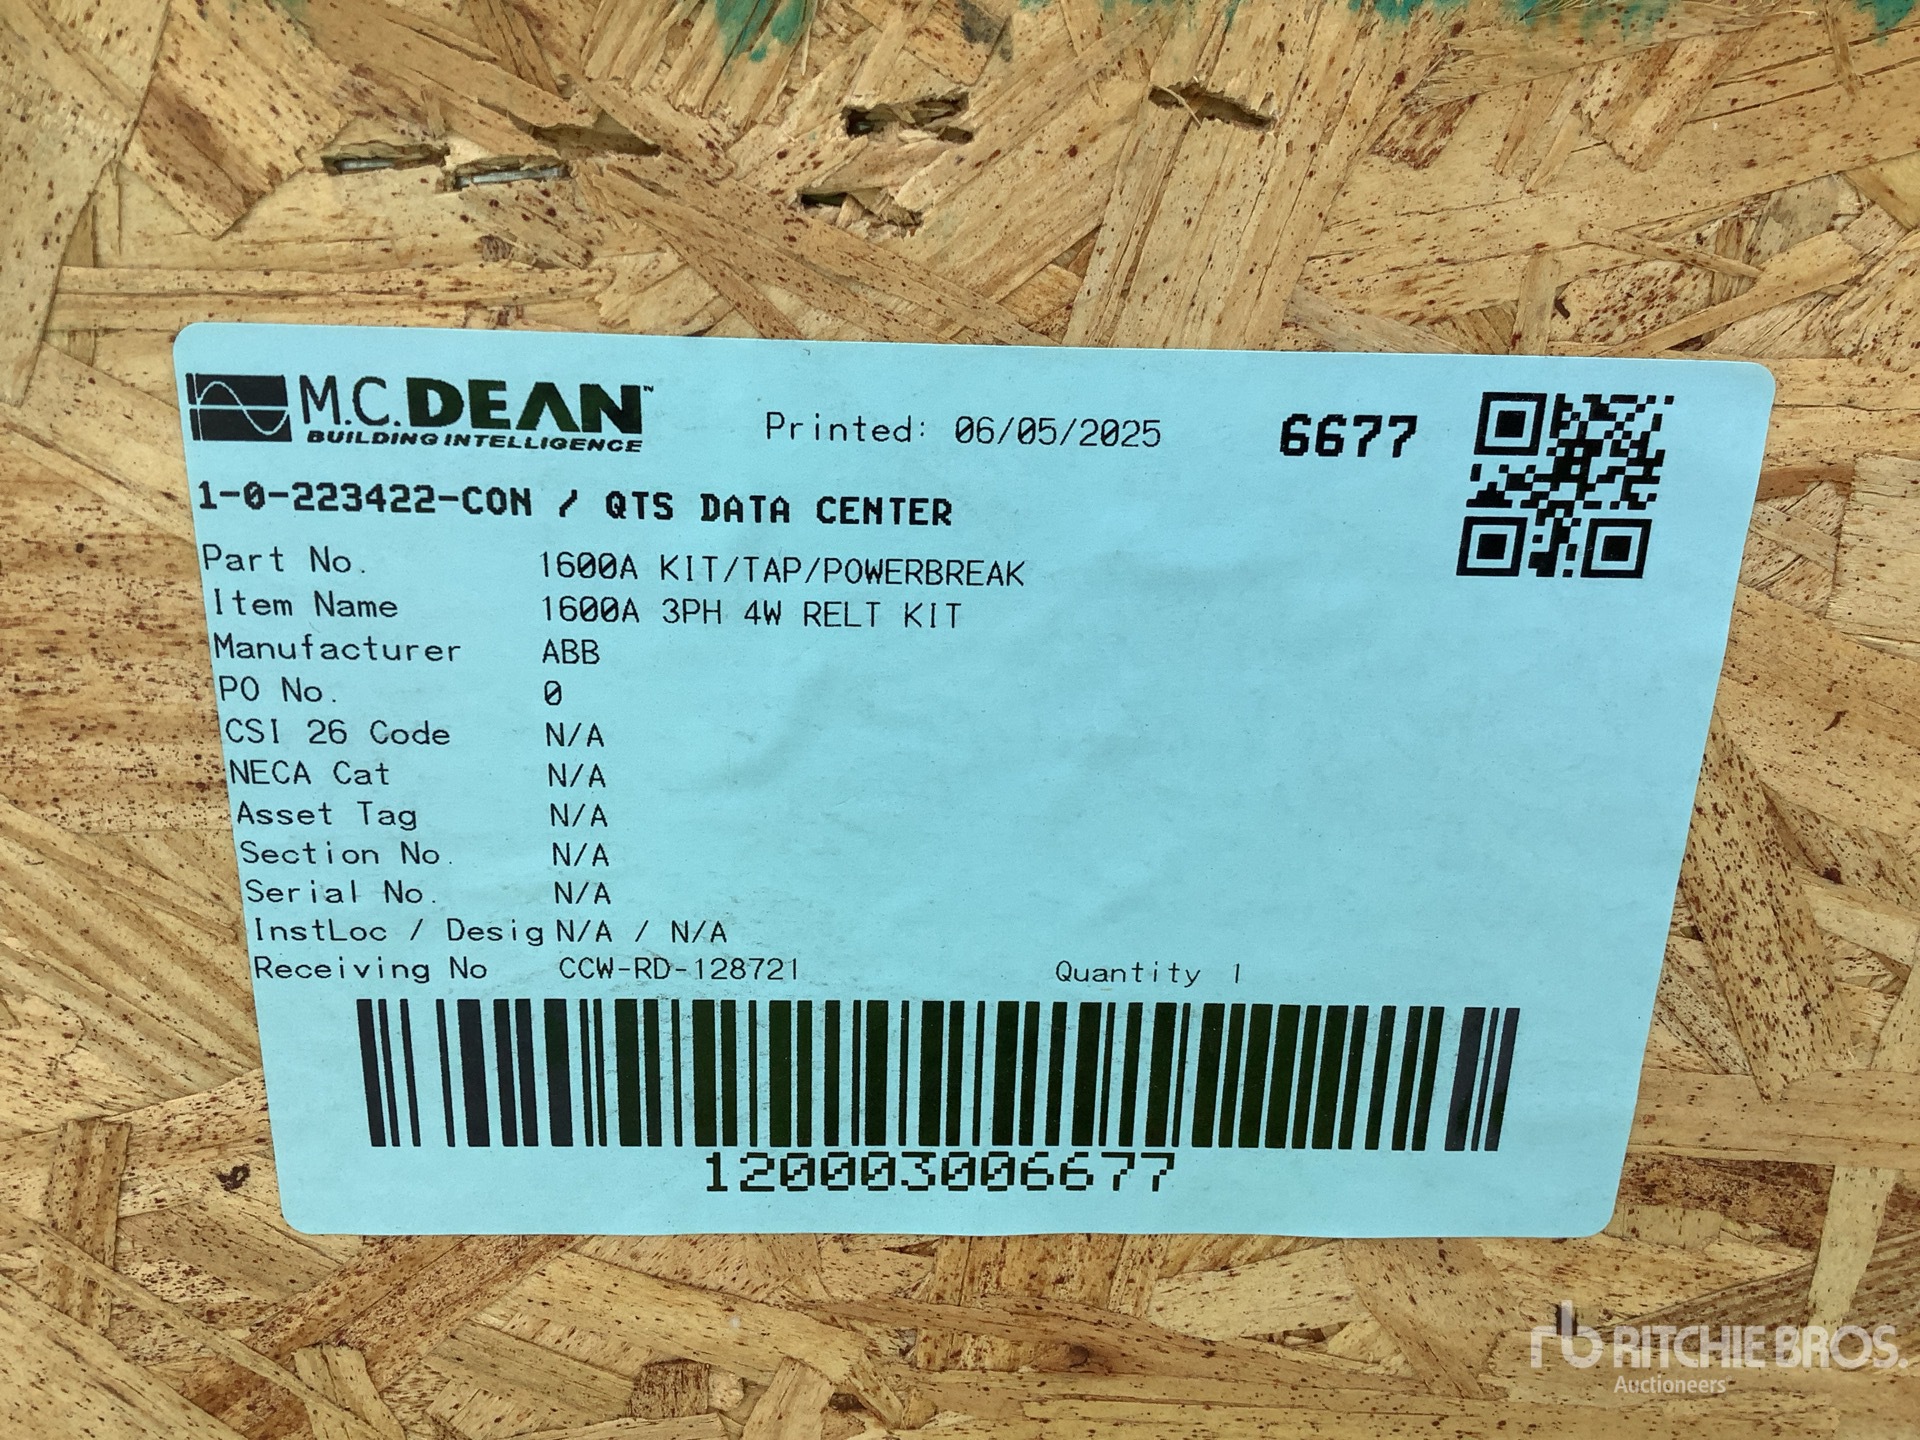 M.C. DEAN™
BUILDING INTELLIGENCE
Printed: 06/05/2025
6677
1-0-223422-CON / QTS DATA CENTER
Part No. 1600A KIT/TAP/POWERBREAK
Item Name 1600A 3PH 4W RELT KIT
Manufacturer ABB
PO No. 0
CSI 26 Code N/A
NECA Cat N/A
Asset Tag N/A
Section No. N/A
Serial No. N/A
InstLoc / Desig N/A / N/A
Receiving No CCW-RD-128721 Quantity 1
120003006677
rb RITCHIE BROS.
Auctioneers